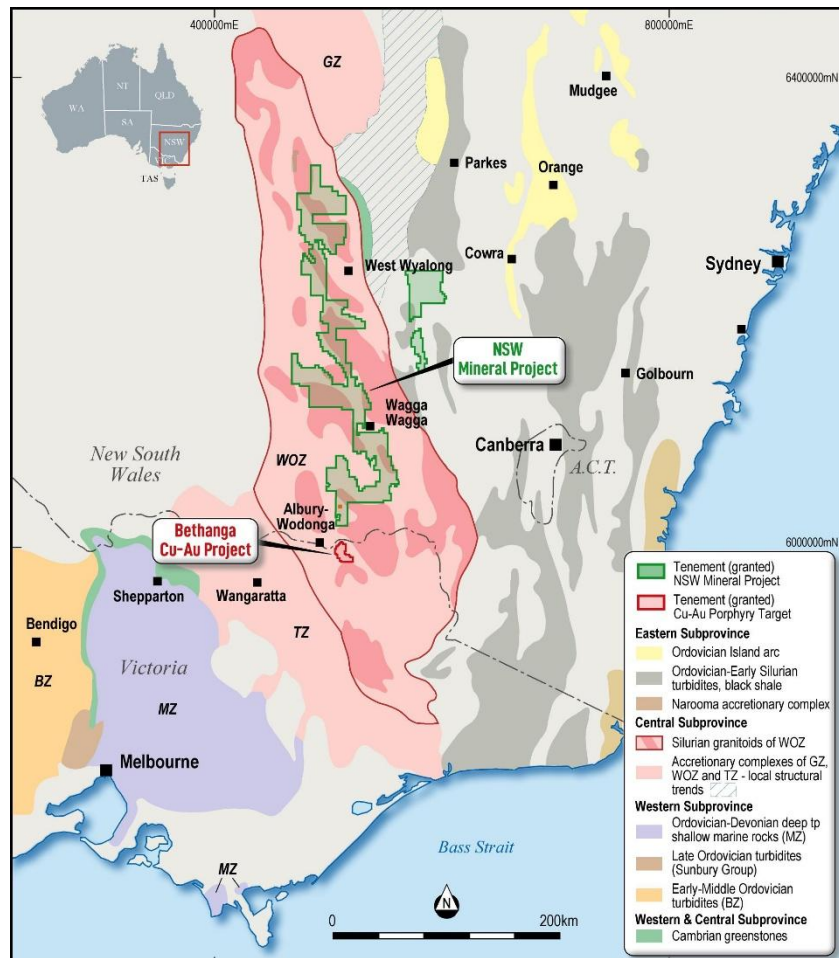 400000mE
800000mE
6400000mN
6000000mN
WA
NT
QLD
SA
NSW
TAS
GZ
Mudgee
Parkes
Orange
West Wyalong
Cowra
Sydney
NSW
Mineral Project
Golbourn
Wagga
Wagga
New South
Wales
WOZ
Canberra
A.C.T.
Albury-
Wodonga
Bethanga
Cu-Au Project
Shepparton
Wangaratta
Bendigo
BZ
Victoria
TZ
MZ
Melbourne
MZ
Bass Strait
N
0
200km
Tenement (granted)
NSW Mineral Project
Tenement (granted)
Cu-Au Porphyry Target
Eastern Subprovince
Ordovician Island arc
Ordovician-Early Silurian
turbidites, black shale
Narooma accretionary complex
Central Subprovince
Silurian granitoids of WOZ
Accretionary complexes of GZ,
WOZ and TZ - local structural
trends
Western Subprovince
Ordovician-Devonian deep tp
shallow marine rocks (MZ)
Late Ordovician turbidites
(Sunbury Group)
Early-Middle Ordovician
turbidites (BZ)
Western & Central Subprovince
Cambrian greenstones